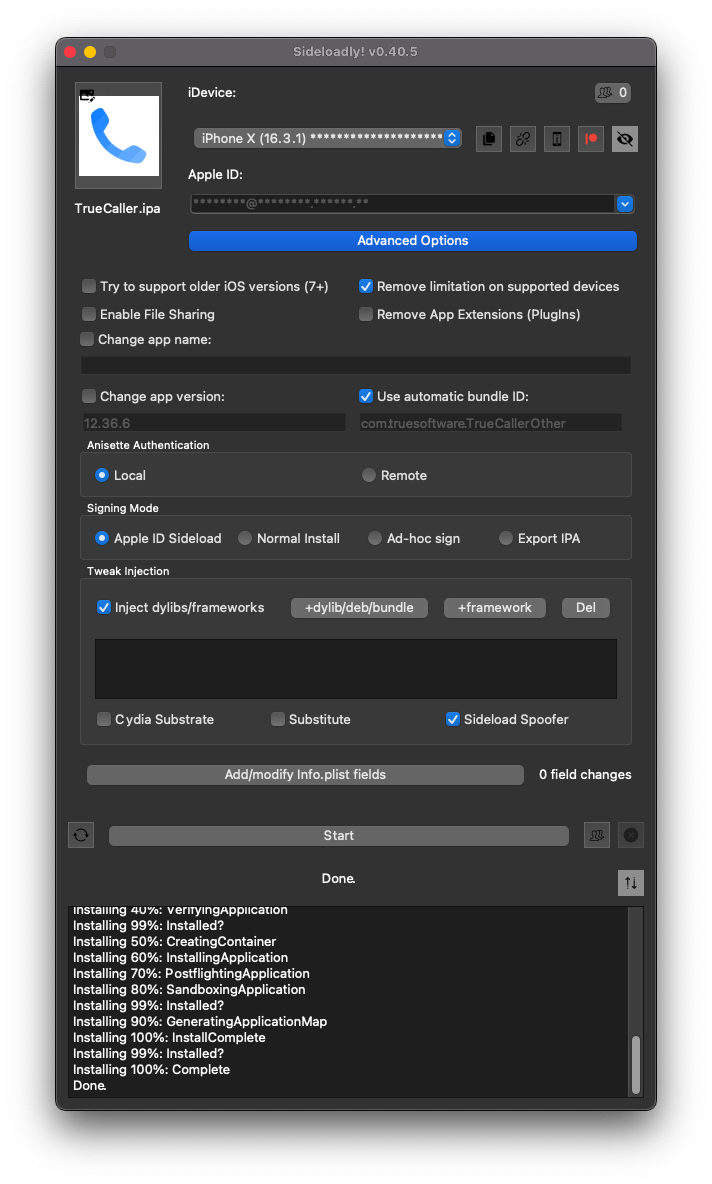 Sideloadly! v0.40.5
iDevice:
0
iPhone X (16.3.1) ********************
Apple ID:
TrueCaller.ipa
********@********.******.**
Advanced Options
Try to support older iOS versions (7+)
Remove limitation on supported devices
Enable File Sharing
Remove App Extensions (PlugIns)
Change app name:
Change app version:
Use automatic bundle ID:
12.36.6
com.truesoftware.TrueCallerOther
Anisette Authentication
Local
Remote
Signing Mode
Apple ID Sideload
Normal Install
Ad-hoc sign
Export IPA
Tweak Injection
Inject dylibs/frameworks
+dylib/deb/bundle
+framework
Del
Cydia Substrate
Substitute
Sideload Spoofer
Add/modify Info.plist fields
0 field changes
Start
Done.
Installing 40%: VerifyingApplication
Installing 99%: Installed?
Installing 50%: CreatingContainer
Installing 60%: InstallingApplication
Installing 70%: PostflightingApplication
Installing 80%: SandboxingApplication
Installing 99%: Installed?
Installing 90%: GeneratingApplicationMap
Installing 100%: InstallComplete
Installing 99%: Installed?
Installing 100%: Complete
Done.